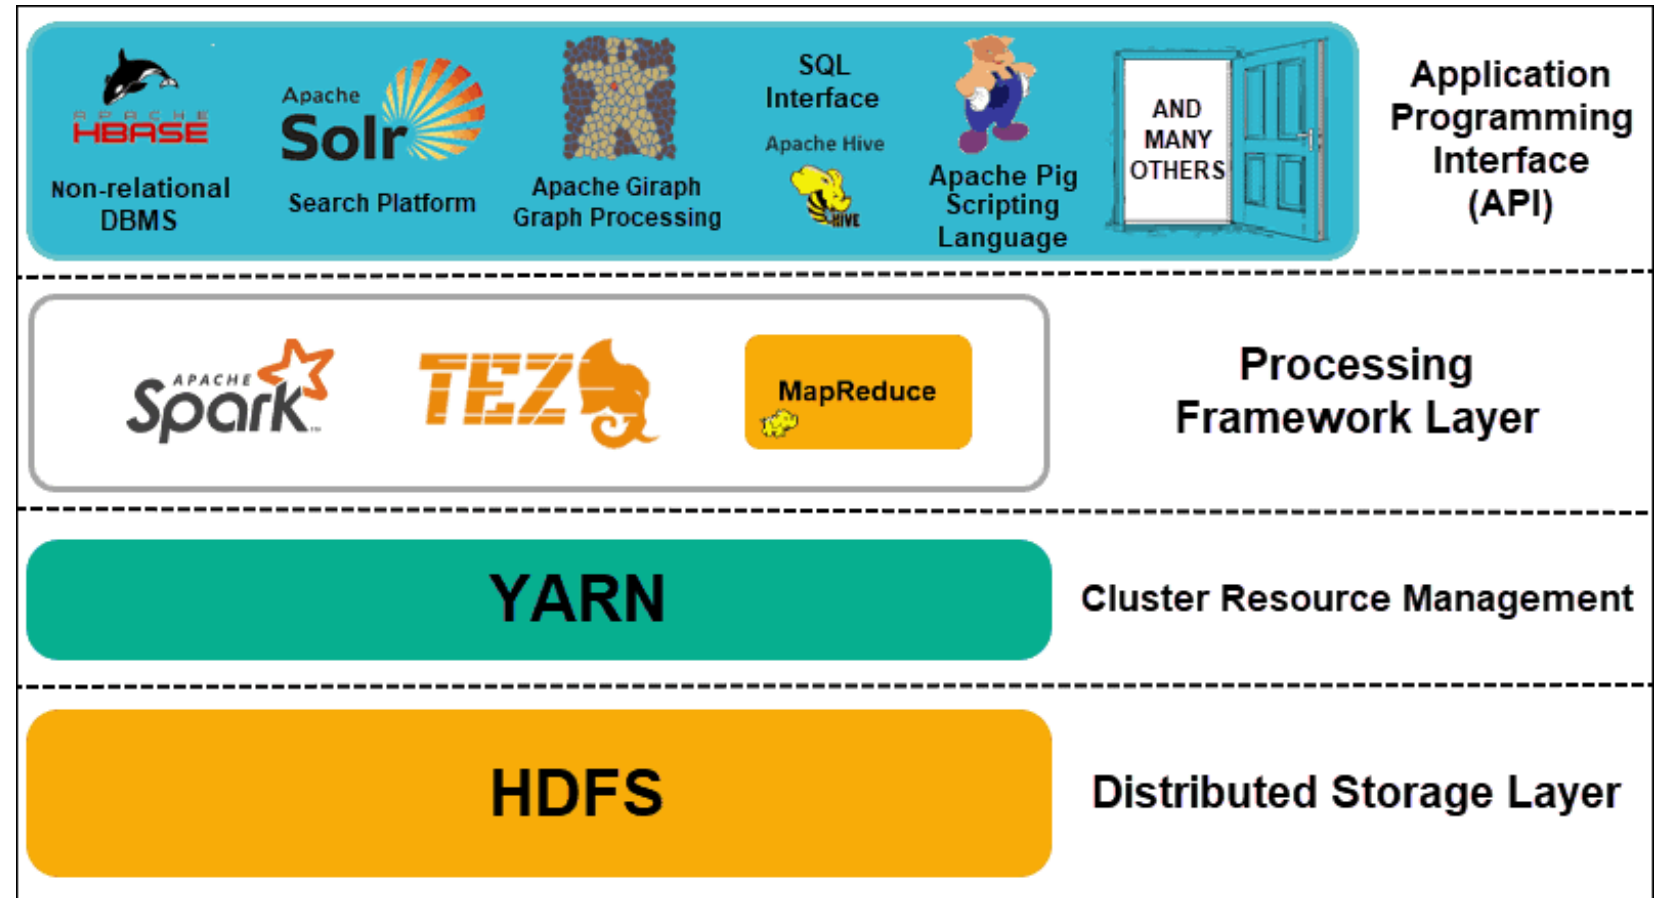 APACHE
HBASE
Non-relational
DBMS
Apache
Solr
Search Platform
Apache Giraph
Graph Processing
SQL
Interface
Apache Hive
HIVE
Apache Pig
Scripting
Language
AND
MANY
OTHERS
Application
Programming
Interface
(API)
APACHE
Spark
TEZ
MapReduce
Processing
Framework Layer
YARN
Cluster Resource Management
HDFS
Distributed Storage Layer